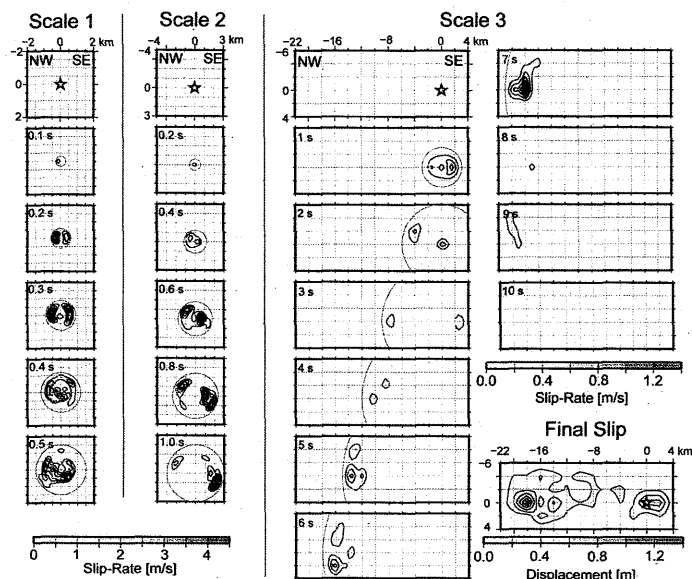 Scale 1
Scale 2
Scale 3
-2 0 2 km
-4 0 3 km
-22 -16 -8 0 4 km
-2
0
2
NW SE
-4
0
3
NW SE
-6
0
4
NW SE
0.1 s
0.2 s
0.3 s
0.4 s
0.5 s
0 1 2 3 4
Slip-Rate [m/s]
0.2 s
0.4 s
0.6 s
0.8 s
1.0 s
1 s
2 s
3 s
4 s
5 s
6 s
7 s
8 s
9 s
10 s
0.0 0.4 0.8 1.2
Slip-Rate [m/s]
Final Slip
-22 -16 -8 0 4 km
-6
0
4
0.0 0.4 0.8 1.2
Displacement [m]